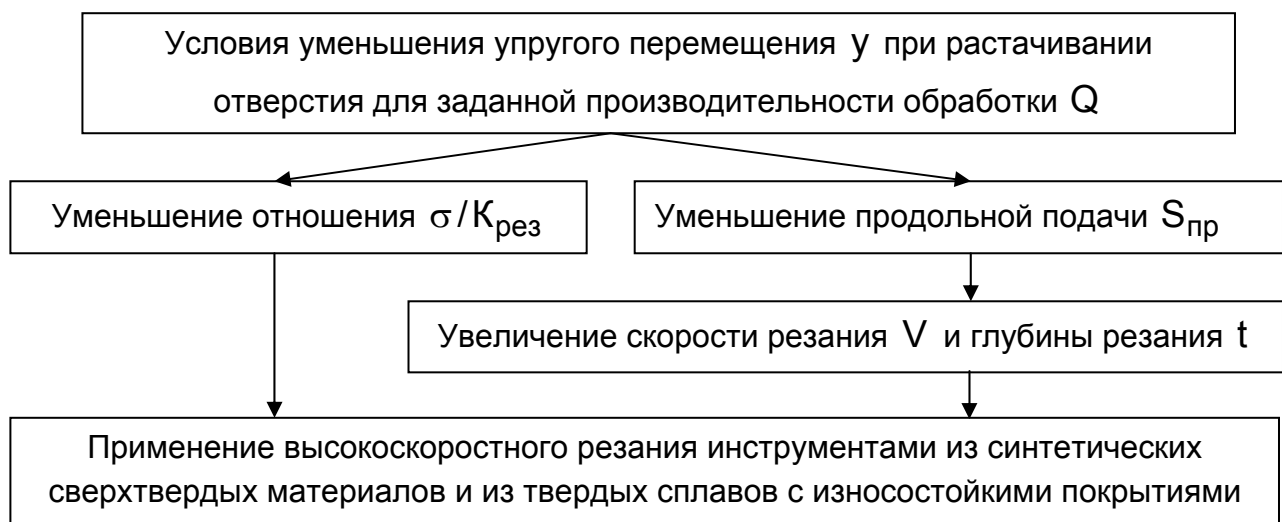 Условия уменьшения упругого перемещения y при растачивании
отверстия для заданной производительности обработки Q
Уменьшение отношения σ/Kрез
Уменьшение продольной подачи Sпр
Увеличение скорости резания V и глубины резания t
Применение высокоскоростного резания инструментами из синтетических
сверхтвердых материалов и из твердых сплавов с износостойкими покрытиями